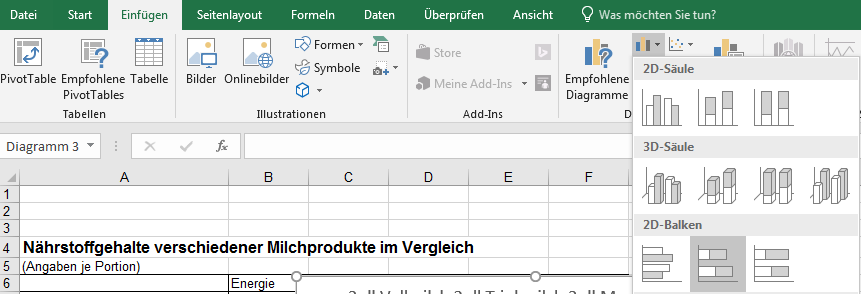 Datei Start Einfügen Seitenlayout Formeln Daten Überprüfen Ansicht Was möchten Sie tun?
PivotTable Empfohlene PivotTables Tabelle
Bilder Onlinebilder
Formen
Symbole
Store
Meine Add-Ins
Empfohlene Diagramme
Tabellen Illustrationen Add-Ins D
2D-Säule
3D-Säule
2D-Balken
Diagramm 3 fx
A B C D E F
1
2
3
4 Nährstoffgehalte verschiedener Milchprodukte im Vergleich
5 (Angaben je Portion)
6 Energie